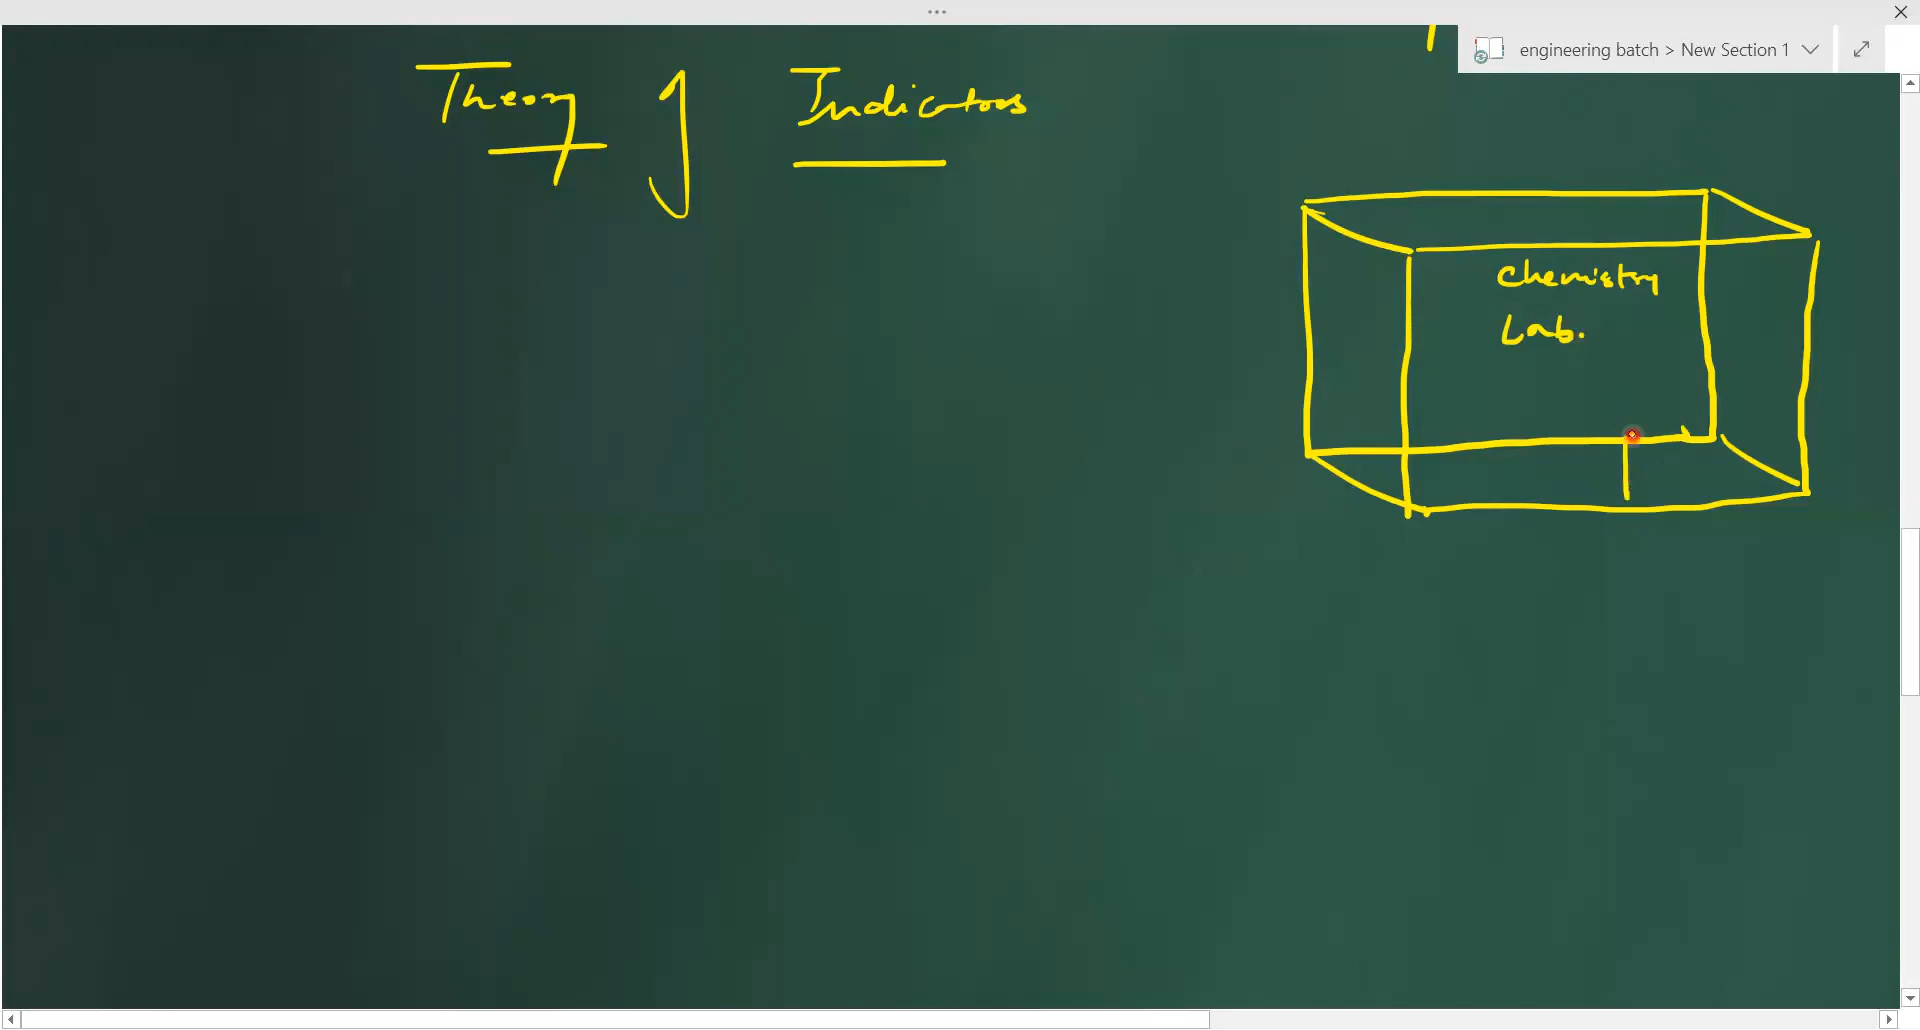 engineering batch > New Section 1
Theory of Indicators
Chemistry
Lab.